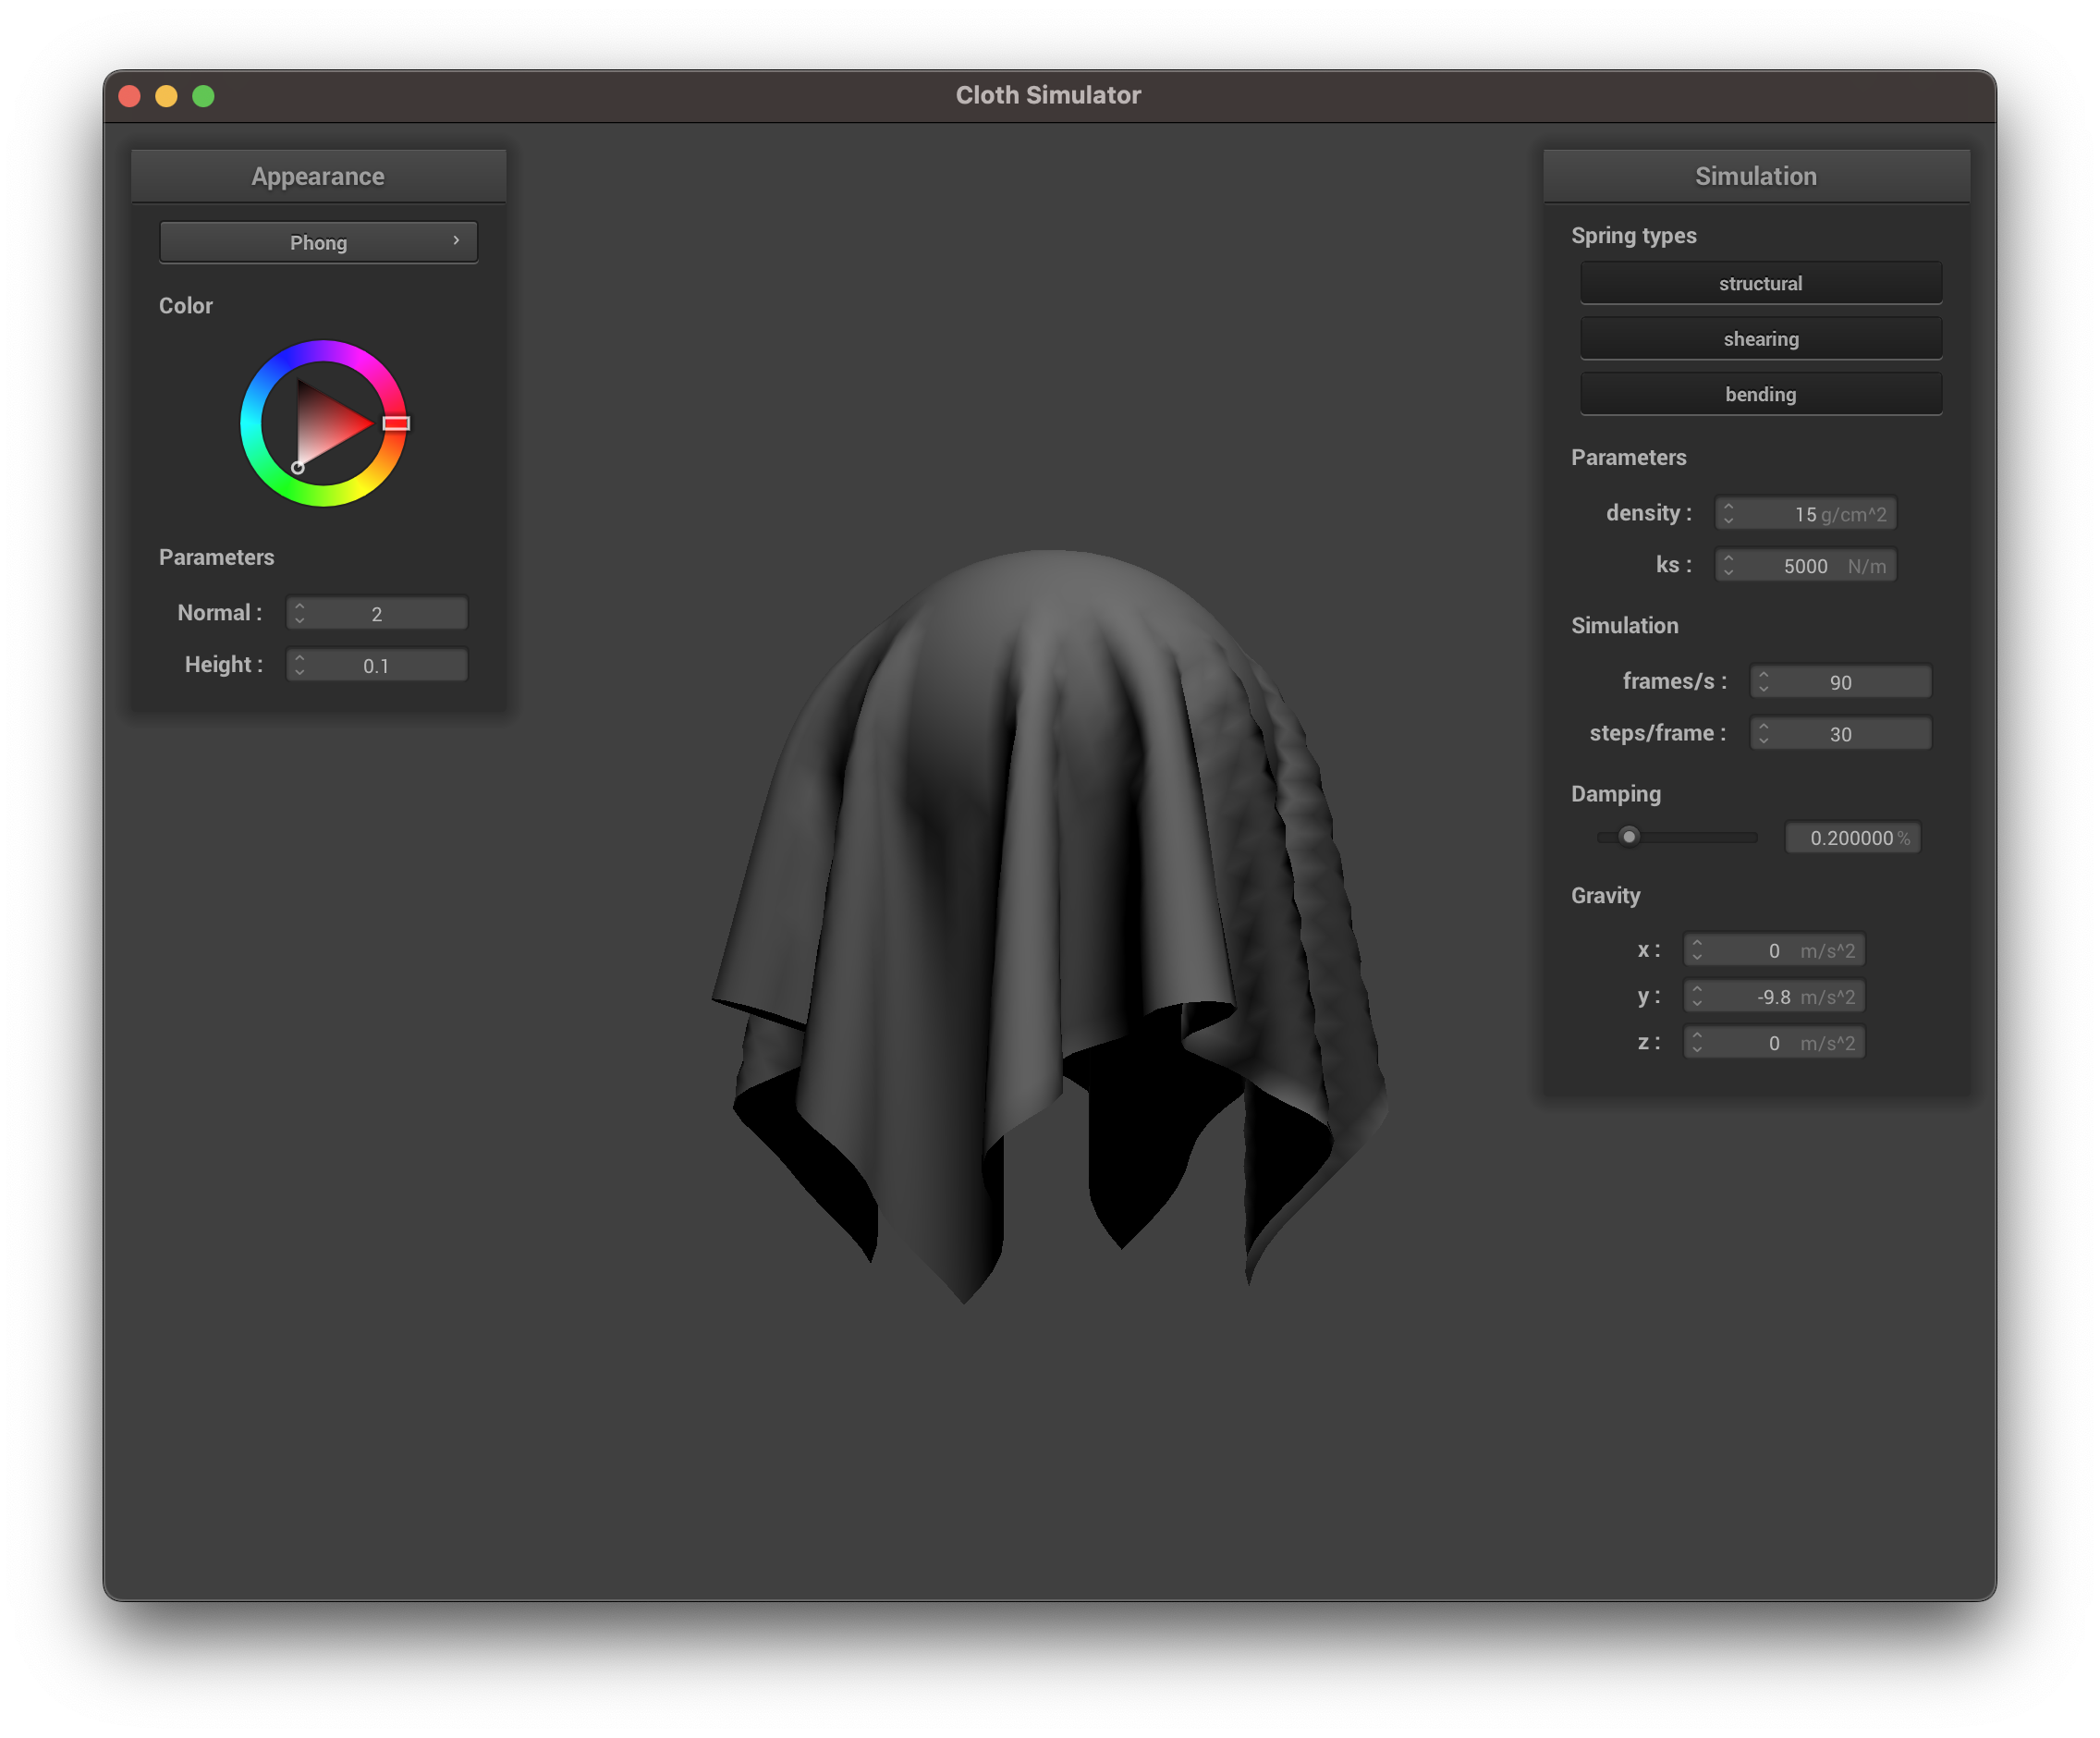 Cloth Simulator
Appearance
Phong
Color
Parameters
Normal : 2
Height : 0.1
Simulation
Spring types
structural
shearing
bending
Parameters
density : 15 g/cm^2
ks : 5000 N/m
Simulation
frames/s : 90
steps/frame : 30
Damping
0.200000 %
Gravity
x : 0 m/s^2
y : -9.8 m/s^2
z : 0 m/s^2